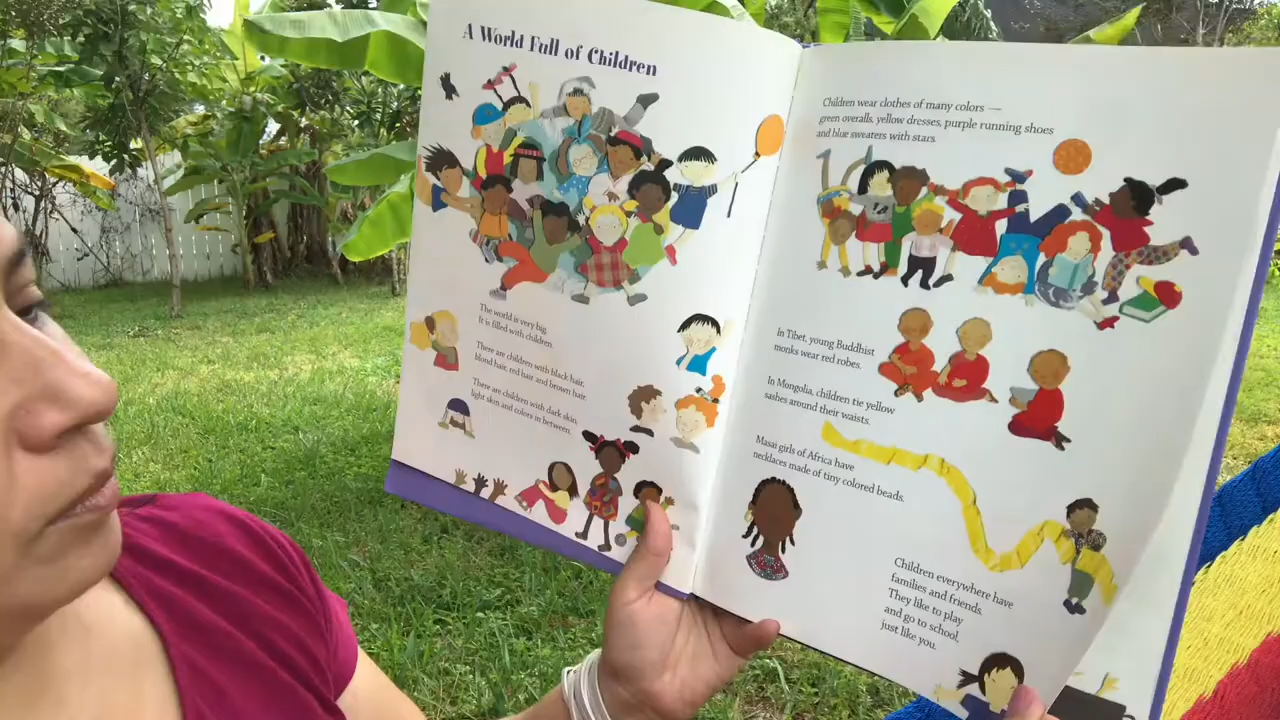 A World Full of Children
The world is very big.
It is filled with children.
There are children with black hair,
blond hair, red hair and brown hair.
There are children with dark skin,
light skin and colors in between.
Children wear clothes of many colors —
green overalls, yellow dresses, purple running shoes
and blue sweaters with stars.
In Tibet, young Buddhist
monks wear red robes.
In Mongolia, children tie yellow
sashes around their waists.
Masai girls of Africa have
necklaces made of tiny colored beads.
Children everywhere have
families and friends.
They like to play
and go to school,
just like you.